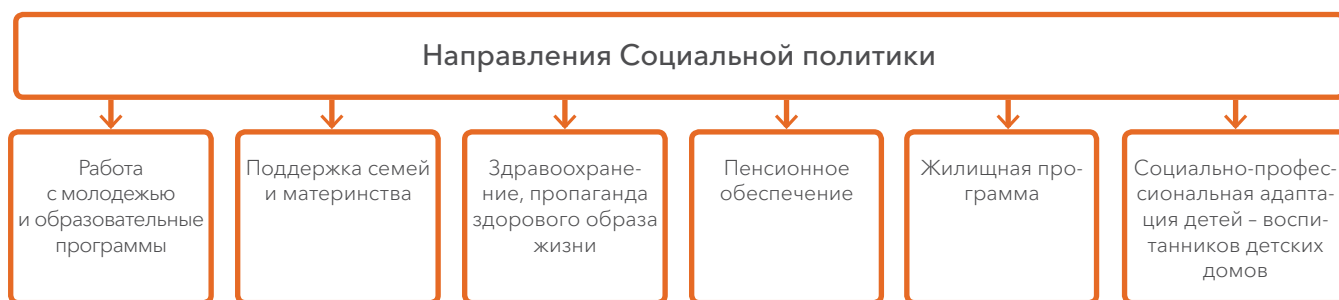 Направления Социальной политики
Работа
с молодежью
и образовательные
программы
Поддержка семей
и материнства
Здравоохране-
ние, пропаганда
здорового образа
жизни
Пенсионное
обеспечение
Жилищная про-
грамма
Социально-профес-
сиональная адапта-
ция детей – воспи-
танников детских
домов